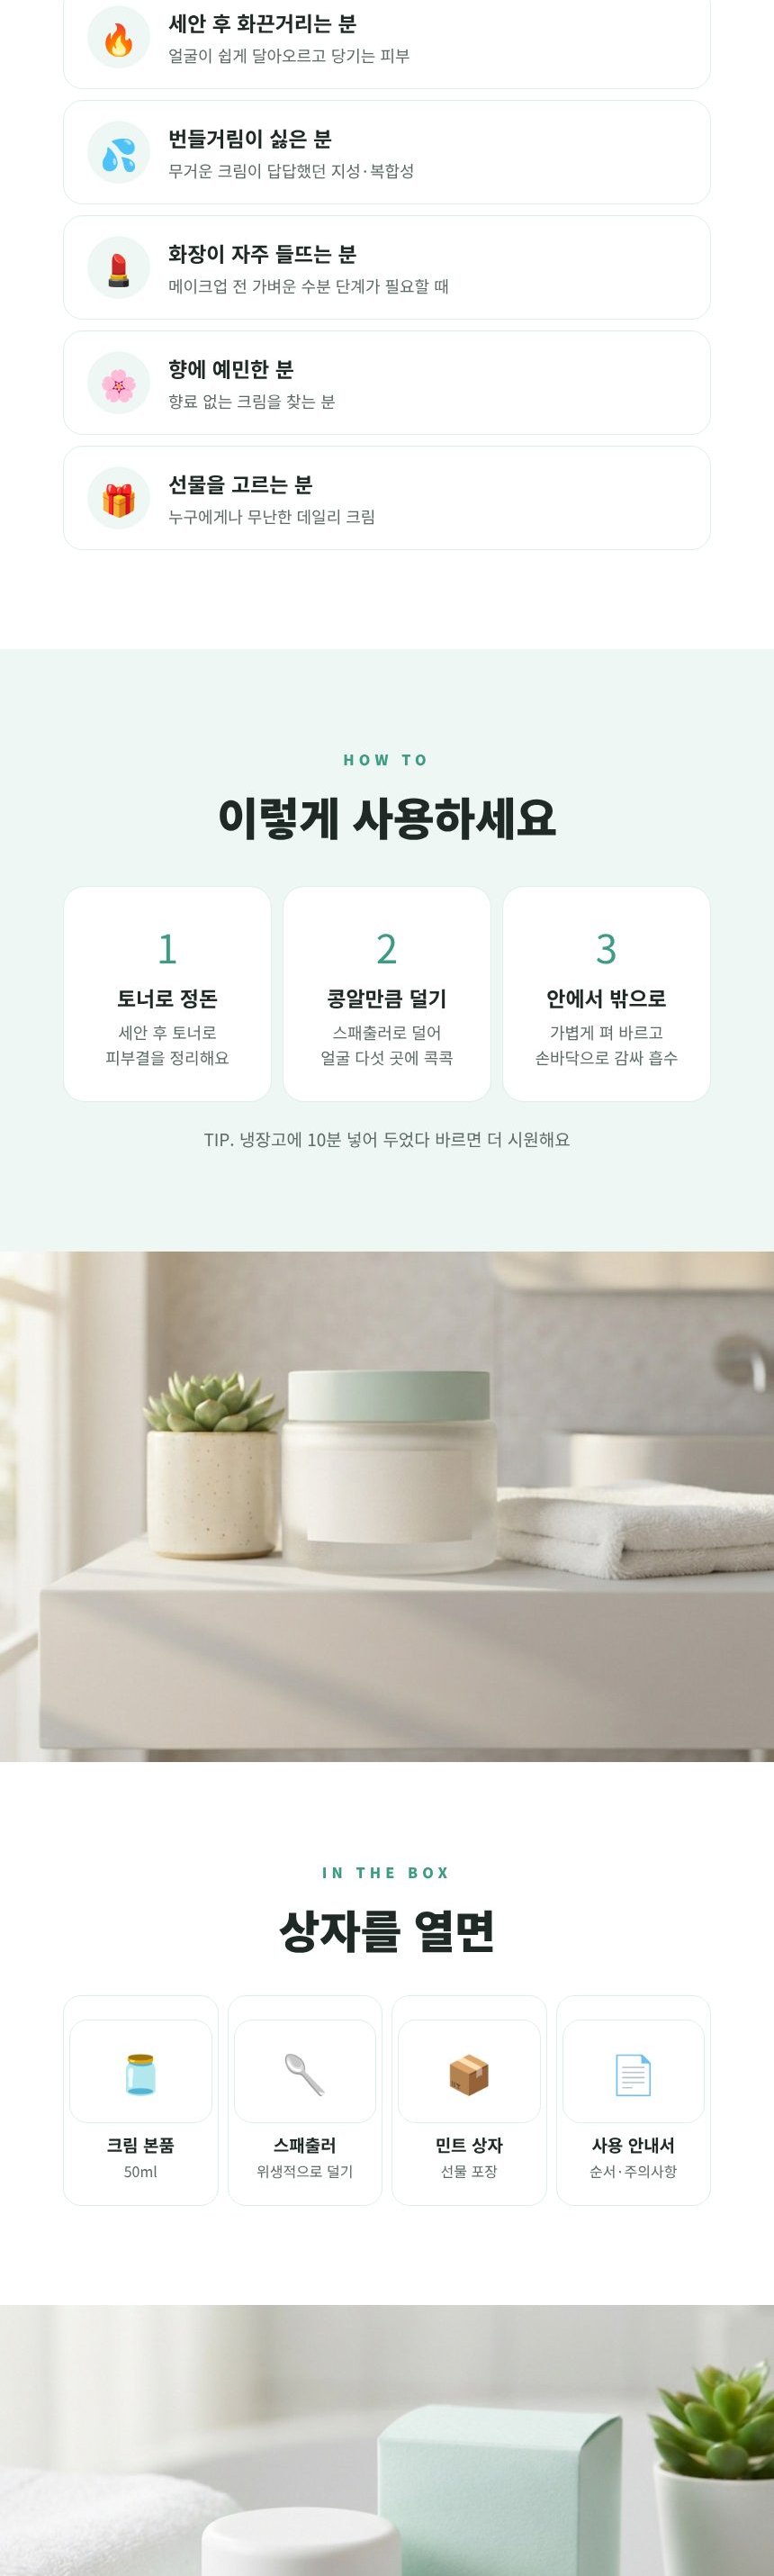 세안 후 화끈거리는 분
얼굴이 쉽게 달아오르고 당기는 피부
번들거림이 싫은 분
무거운 크림이 답답했던 지성·복합성
화장이 자주 들뜨는 분
메이크업 전 가벼운 수분 단계가 필요할 때
향에 예민한 분
향료 없는 크림을 찾는 분
선물을 고르는 분
누구에게나 무난한 데일리 크림
HOW TO
이렇게 사용하세요
1
토너로 정돈
세안 후 토너로
피부결을 정리해요
2
콩알만큼 덜기
스패출러로 덜어
얼굴 다섯 곳에 콕콕
3
안에서 밖으로
가볍게 펴 바르고
손바닥으로 감싸 흡수
TIP. 냉장고에 10분 넣어 두었다 바르면 더 시원해요
IN THE BOX
상자를 열면
크림 본품
50ml
스패출러
위생적으로 덜기
민트 상자
선물 포장
사용 안내서
순서·주의사항